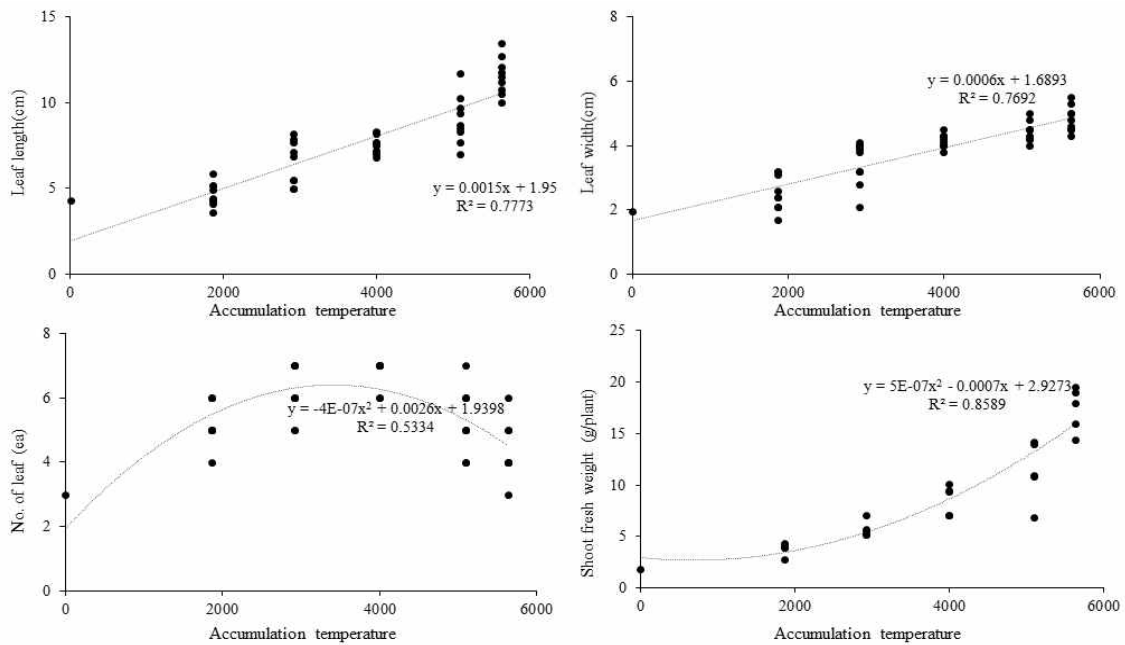 15
10
5
0
Leaf length(cm)
y = 0.0015x + 1.95
R² = 0.7773
0 2000 4000 6000
Accumulation temperature
8
6
4
2
0
Leaf width(cm)
y = 0.0006x + 1.6893
R² = 0.7692
0 2000 4000 6000
Accumulation temperature
8
6
4
2
0
No. of leaf (ea)
y = -4E-07x² + 0.0026x + 1.9398
R² = 0.5334
0 2000 4000 6000
Accumulation temperature
25
20
15
10
5
0
Shoot fresh weight (g/plant)
y = 5E-07x² - 0.0007x + 2.9273
R² = 0.8589
0 2000 4000 6000
Accumulation temperature